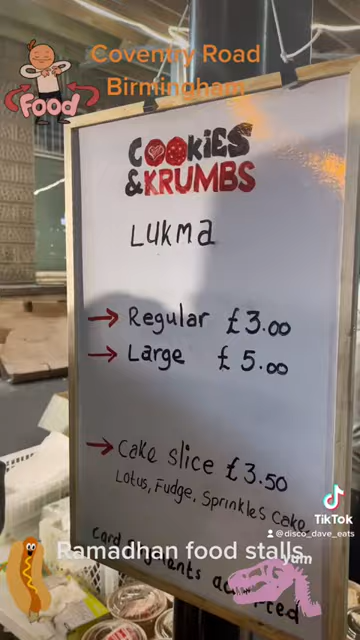 Coventry Road
Birmingham
Food
COOKiES
& KRUMBS
Lukma
→ Regular £3.00
→ Large £5.00
→ Cake slice £3.50
Lotus, Fudge, Sprinkles Cake
TikTok
@disco_dave_eats
Ramadhan food stalls
yum
card